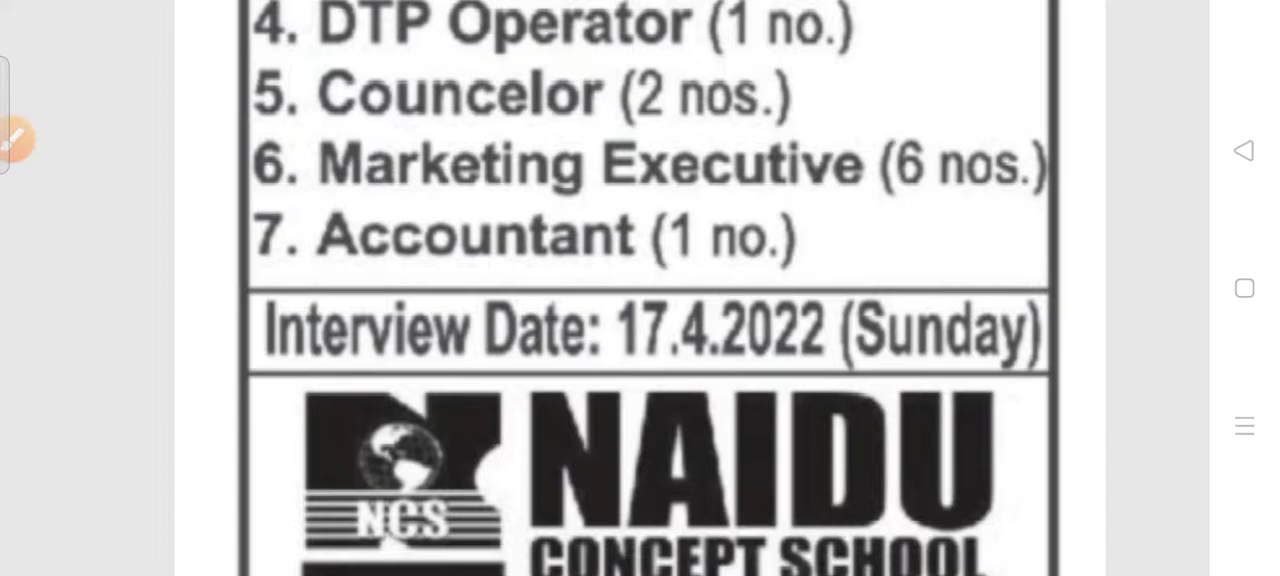 4. DTP Operator (1 no.)
5. Councelor (2 nos.)
6. Marketing Executive (6 nos.)
7. Accountant (1 no.)
Interview Date: 17.4.2022 (Sunday)
NCS
NAIDU
CONCEPT SCHOOL